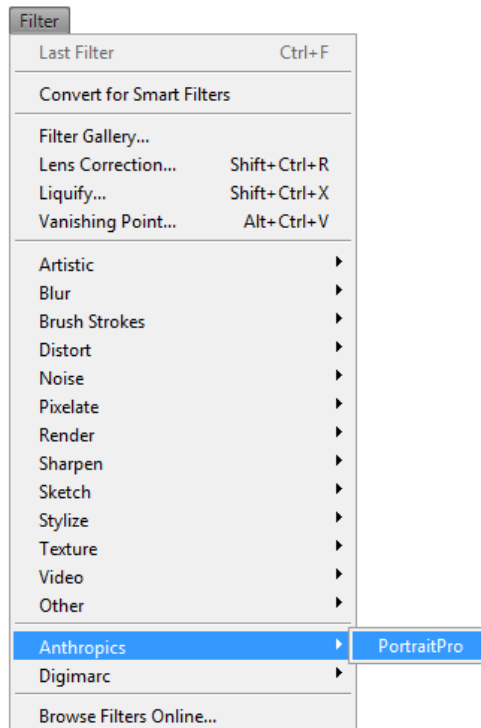 Filter
Last Filter Ctrl+F
Convert for Smart Filters
Filter Gallery...
Lens Correction... Shift+Ctrl+R
Liquify... Shift+Ctrl+X
Vanishing Point... Alt+Ctrl+V
Artistic
Blur
Brush Strokes
Distort
Noise
Pixelate
Render
Sharpen
Sketch
Stylize
Texture
Video
Other
Anthropics PortraitPro
Digimarc
Browse Filters Online...